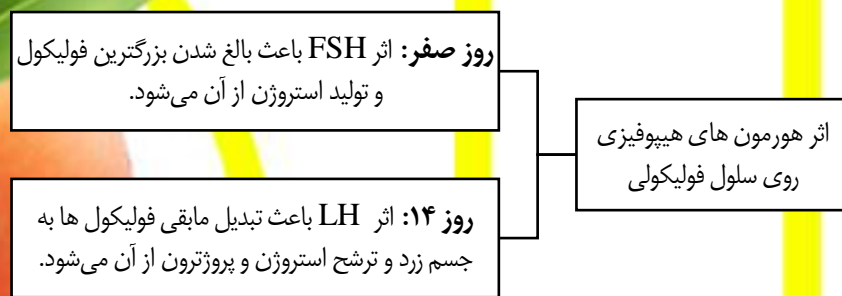 روز صفر: اثر FSH باعث بالغ شدن بزرگترین فولیکول
و تولید استروژن از آن می‌شود.
اثر هورمون های هیپوفیزی
روی سلول فولیکولی
روز ۱۴: اثر LH باعث تبدیل مابقی فولیکول ها به
جسم زرد و ترشح استروژن و پروژترون از آن می‌شود.